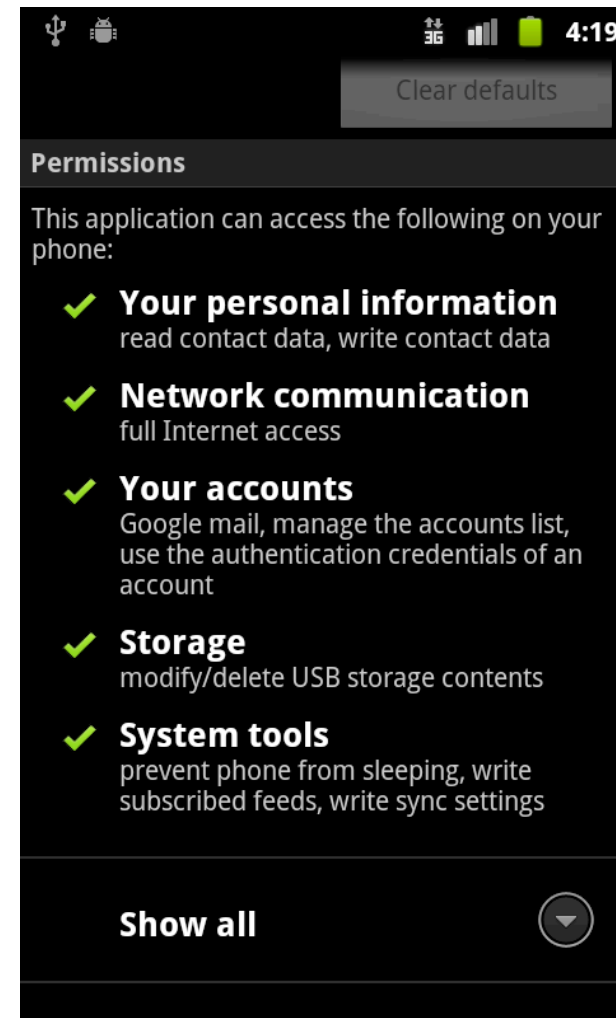 3G 4:19
Clear defaults
Permissions
This application can access the following on your
phone:
Your personal information
read contact data, write contact data
Network communication
full Internet access
Your accounts
Google mail, manage the accounts list,
use the authentication credentials of an
account
Storage
modify/delete USB storage contents
System tools
prevent phone from sleeping, write
subscribed feeds, write sync settings
Show all